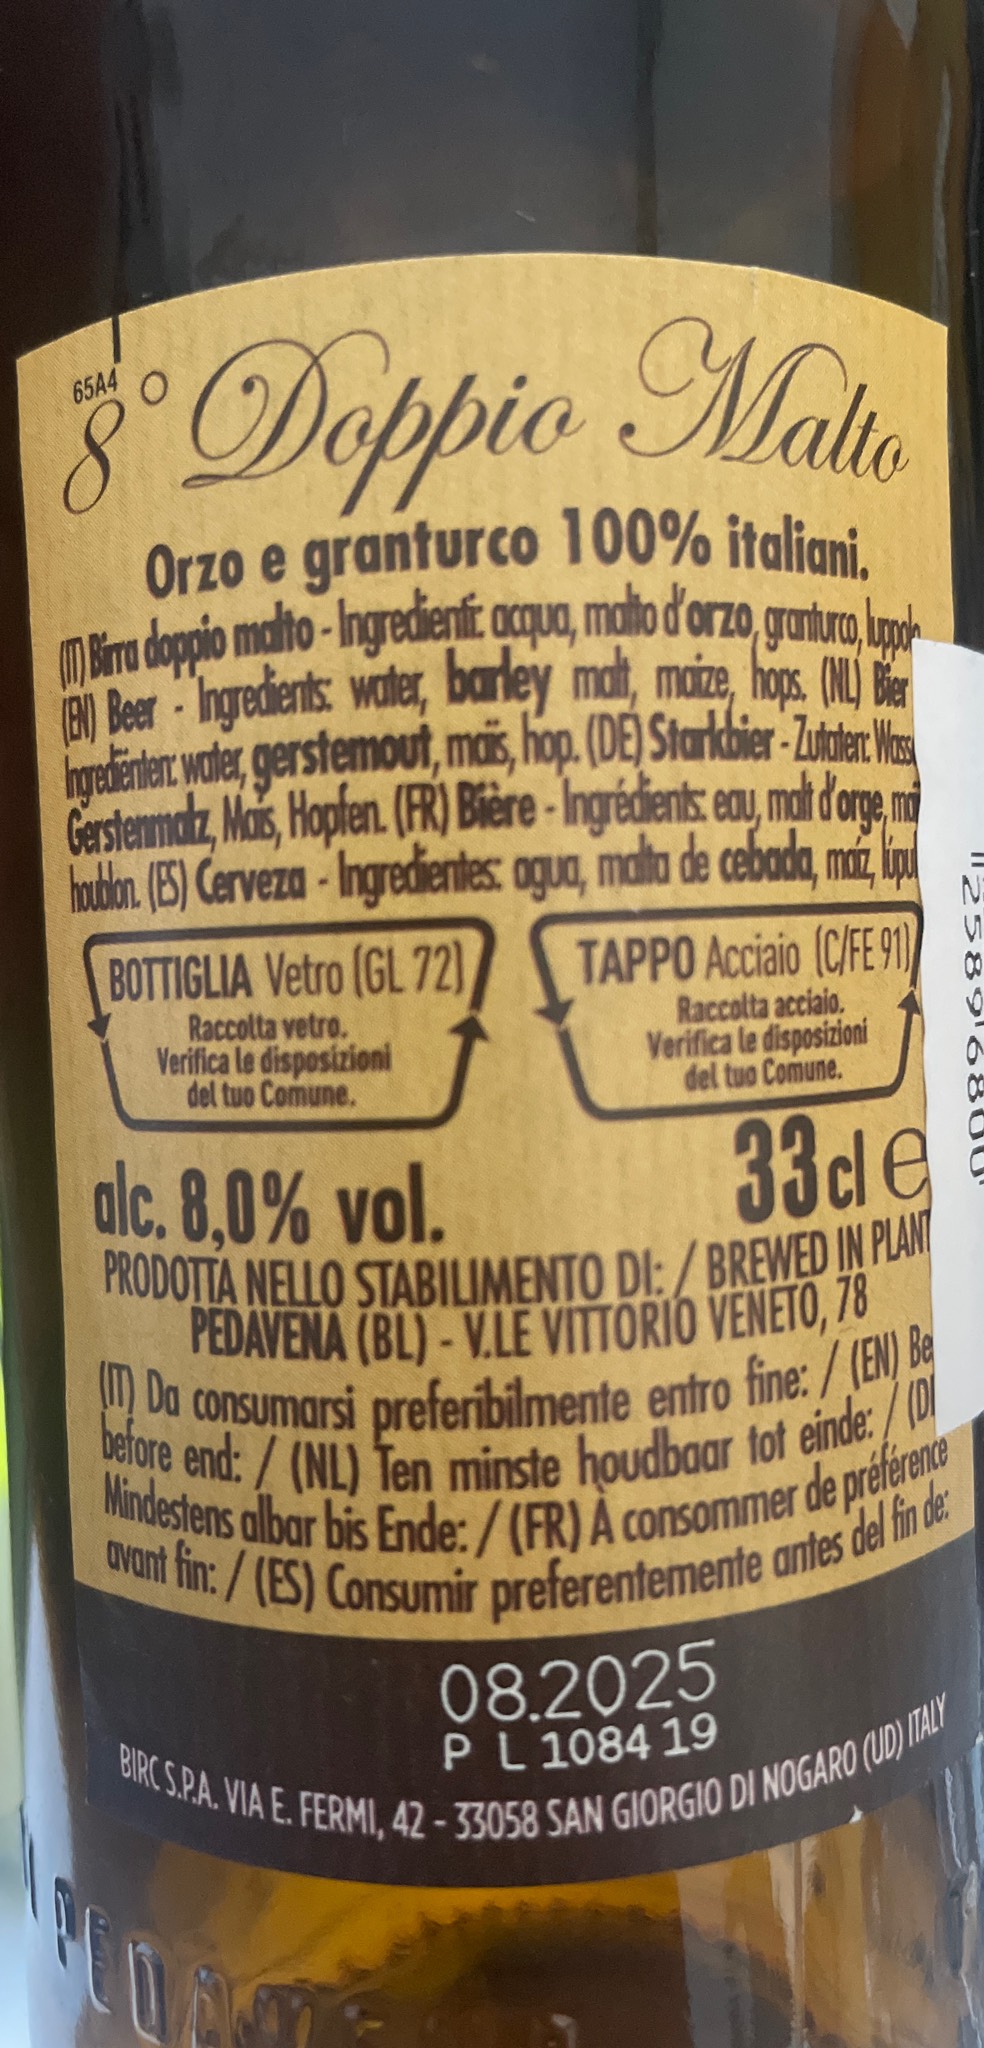 65A4
8° Doppio Malto
Orzo e granturco 100% italiani.
(IT) Birra doppio malto - Ingredienti: acqua, malto d'orzo, granturco, luppolo
(EN) Beer - Ingredients: water, barley malt, maize, hops. (NL) Bier
Ingrediënten: water, gerstemout, maïs, hop. (DE) Starkbier - Zutaten: Wass
Gerstenmalz, Mais, Hopfen. (FR) Bière - Ingrédients: eau, malt d'orge, maï
houblon. (ES) Cerveza - Ingredientes: agua, malta de cebada, maíz, lúpul
BOTTIGLIA Vetro (GL 72)
Raccolta vetro.
Verifica le disposizioni
del tuo Comune.
TAPPO Acciaio (C/FE 91)
Raccolta acciaio.
Verifica le disposizioni
del tuo Comune.
alc. 8,0% vol.
33 cl e
PRODOTTA NELLO STABILIMENTO DI: / BREWED IN PLANT
PEDAVENA (BL) - V.LE VITTORIO VENETO, 78
(IT) Da consumarsi preferibilmente entro fine: / (EN) Be
before end: / (NL) Ten minste houdbaar tot einde: / (D
Mindestens albar bis Ende: / (FR) À consommer de préférence
avant fin: / (ES) Consumir preferentemente antes del fin de:
08.2025
P L 1084 19
BIRC S.P.A. VIA E. FERMI, 42 - 33058 SAN GIORGIO DI NOGARO (UD) ITALY